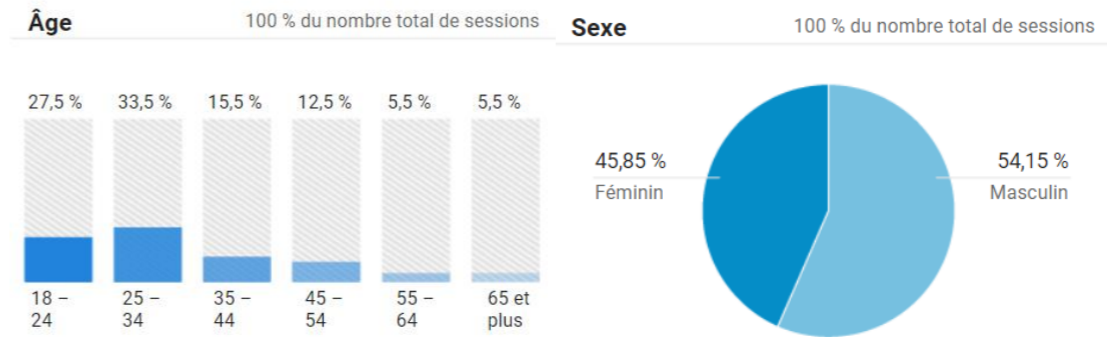 Âge
100 % du nombre total de sessions
27,5 % 33,5 % 15,5 % 12,5 % 5,5 % 5,5 %
18 – 25 – 35 – 45 – 55 – 65 et
24 34 44 54 64 plus
Sexe
100 % du nombre total de sessions
45,85 %
Féminin
54,15 %
Masculin